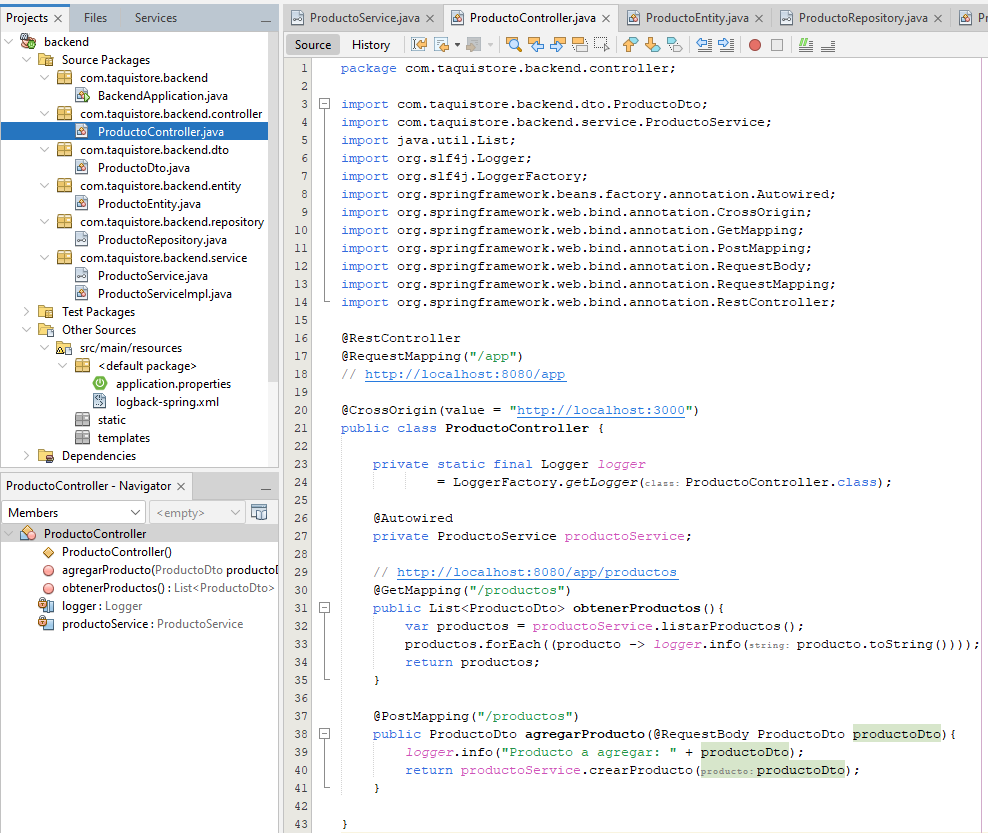 Projects
Files
Services
backend
Source Packages
com.taquistore.backend
BackendApplication.java
com.taquistore.backend.controller
ProductoController.java
com.taquistore.backend.dto
ProductoDto.java
com.taquistore.backend.entity
ProductoEntity.java
com.taquistore.backend.repository
ProductoRepository.java
com.taquistore.backend.service
ProductoService.java
ProductoServiceImpl.java
Test Packages
Other Sources
src/main/resources
<default package>
application.properties
logback-spring.xml
static
templates
Dependencies
ProductoController - Navigator
Members
<empty>
ProductoController
ProductoController()
agregarProducto(ProductoDto productoD
obtenerProductos() : List<ProductoDto>
logger : Logger
productoService : ProductoService
ProductoService.java
ProductoController.java
ProductoEntity.java
ProductoRepository.java
Pr
Source
History
1 package com.taquistore.backend.controller;
2
3 import com.taquistore.backend.dto.ProductoDto;
4 import com.taquistore.backend.service.ProductoService;
5 import java.util.List;
6 import org.slf4j.Logger;
7 import org.slf4j.LoggerFactory;
8 import org.springframework.beans.factory.annotation.Autowired;
9 import org.springframework.web.bind.annotation.CrossOrigin;
10 import org.springframework.web.bind.annotation.GetMapping;
11 import org.springframework.web.bind.annotation.PostMapping;
12 import org.springframework.web.bind.annotation.RequestBody;
13 import org.springframework.web.bind.annotation.RequestMapping;
14 import org.springframework.web.bind.annotation.RestController;
15
16 @RestController
17 @RequestMapping("/app")
18 // http://localhost:8080/app
19
20 @CrossOrigin(value = "http://localhost:3000")
21 public class ProductoController {
22
23 private static final Logger logger
24 = LoggerFactory.getLogger(class: ProductoController.class);
25
26 @Autowired
27 private ProductoService productoService;
28
29 // http://localhost:8080/app/productos
30 @GetMapping("/productos")
31 public List<ProductoDto> obtenerProductos(){
32 var productos = productoService.listarProductos();
33 productos.forEach((producto -> logger.info(string: producto.toString())));
34 return productos;
35 }
36
37 @PostMapping("/productos")
38 public ProductoDto agregarProducto(@RequestBody ProductoDto productoDto){
39 logger.info("Producto a agregar: " + productoDto);
40 return productoService.crearProducto(producto: productoDto);
41 }
42
43 }